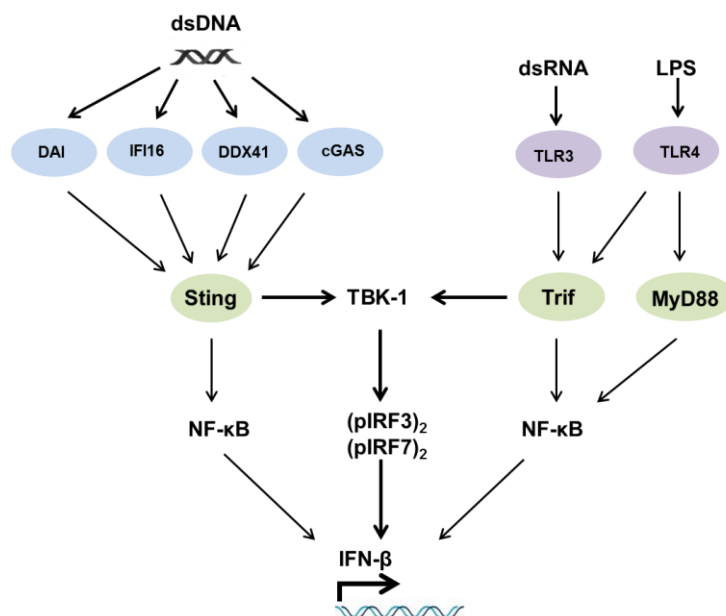 dsDNA
dsRNA
LPS
DAI
IFI16
DDX41
cGAS
TLR3
TLR4
Sting
TBK-1
Trif
MyD88
NF-κB
(pIRF3)₂
(pIRF7)₂
NF-κB
IFN-β